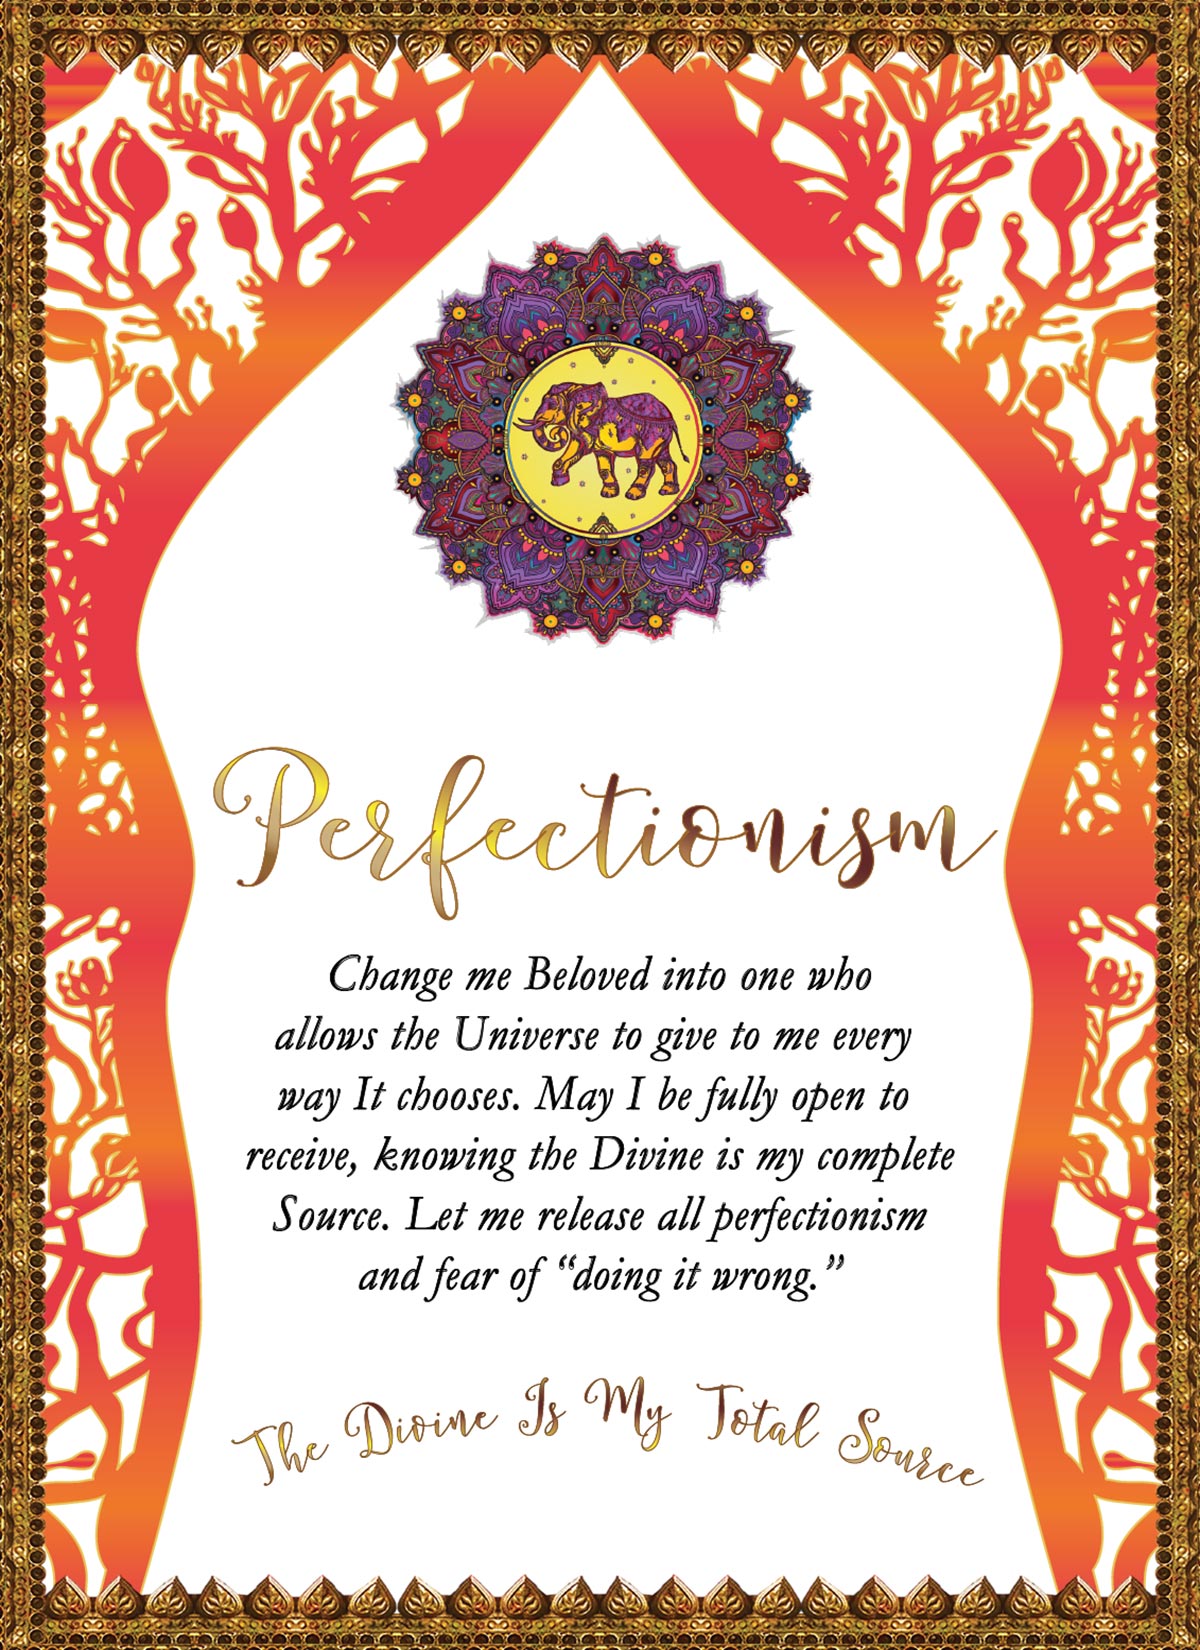 Perfectionism
Change me Beloved into one who
allows the Universe to give to me every
way It chooses. May I be fully open to
receive, knowing the Divine is my complete
Source. Let me release all perfectionism
and fear of “doing it wrong.”
The Divine Is My Total Source